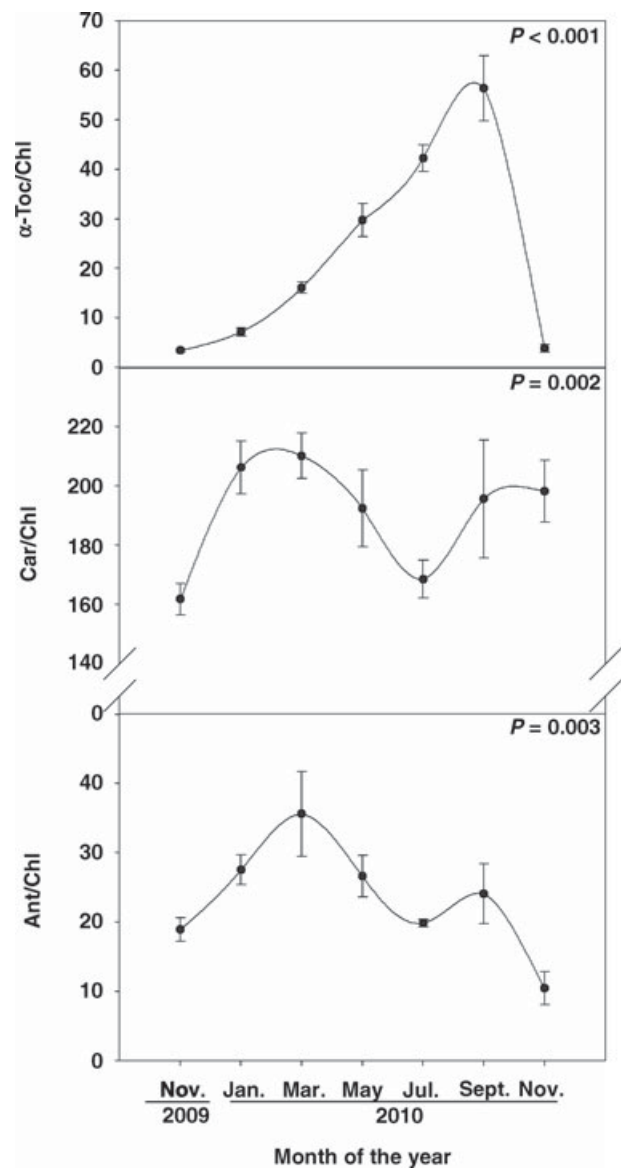 70
P < 0.001
60
50
40
30
20
10
0
α-Toc/Chl
P = 0.002
220
200
180
160
140
0
Car/Chl
P = 0.003
40
30
20
10
0
Ant/Chl
Nov. Jan. Mar. May Jul. Sept. Nov.
2009 2010
Month of the year